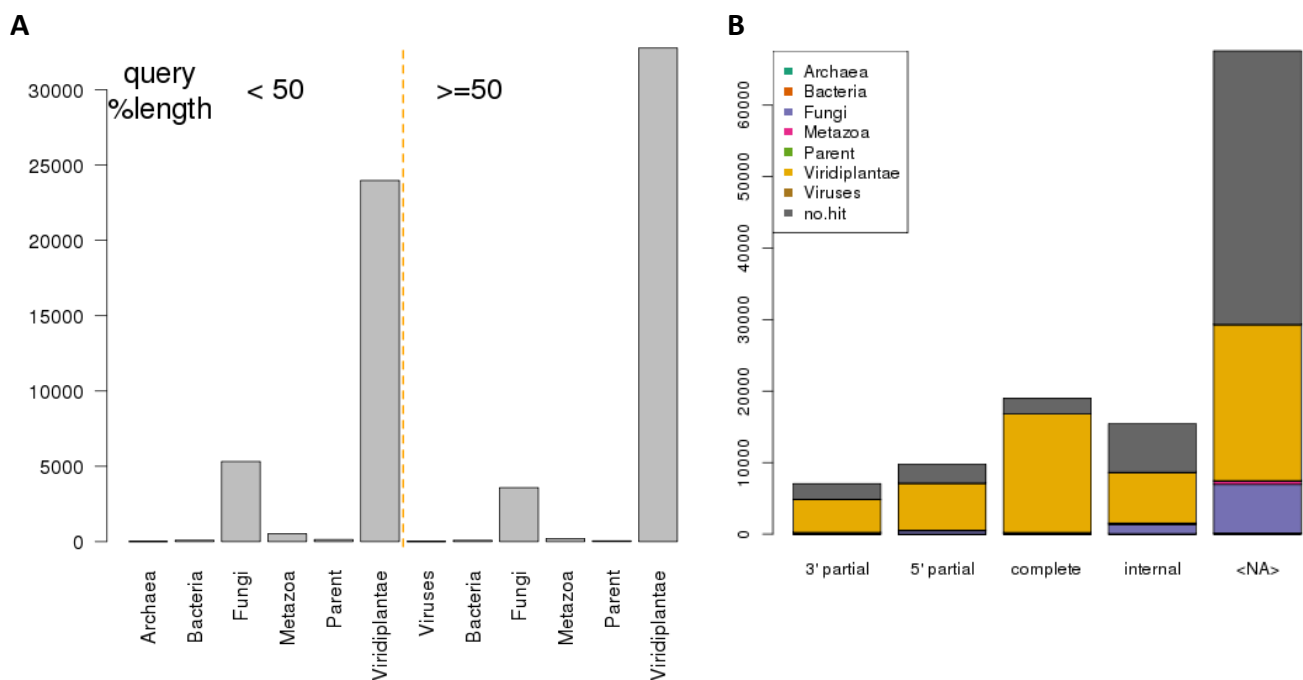 A
query
%length
< 50
>=50
30000
25000
20000
15000
10000
5000
0
Archaea
Bacteria
Fungi
Metazoa
Parent
Viridiplantae
Viruses
Bacteria
Fungi
Metazoa
Parent
Viridiplantae
B
Archaea
Bacteria
Fungi
Metazoa
Parent
Viridiplantae
Viruses
no.hit
60000
50000
40000
30000
20000
10000
0
3' partial
5' partial
complete
internal
<NA>